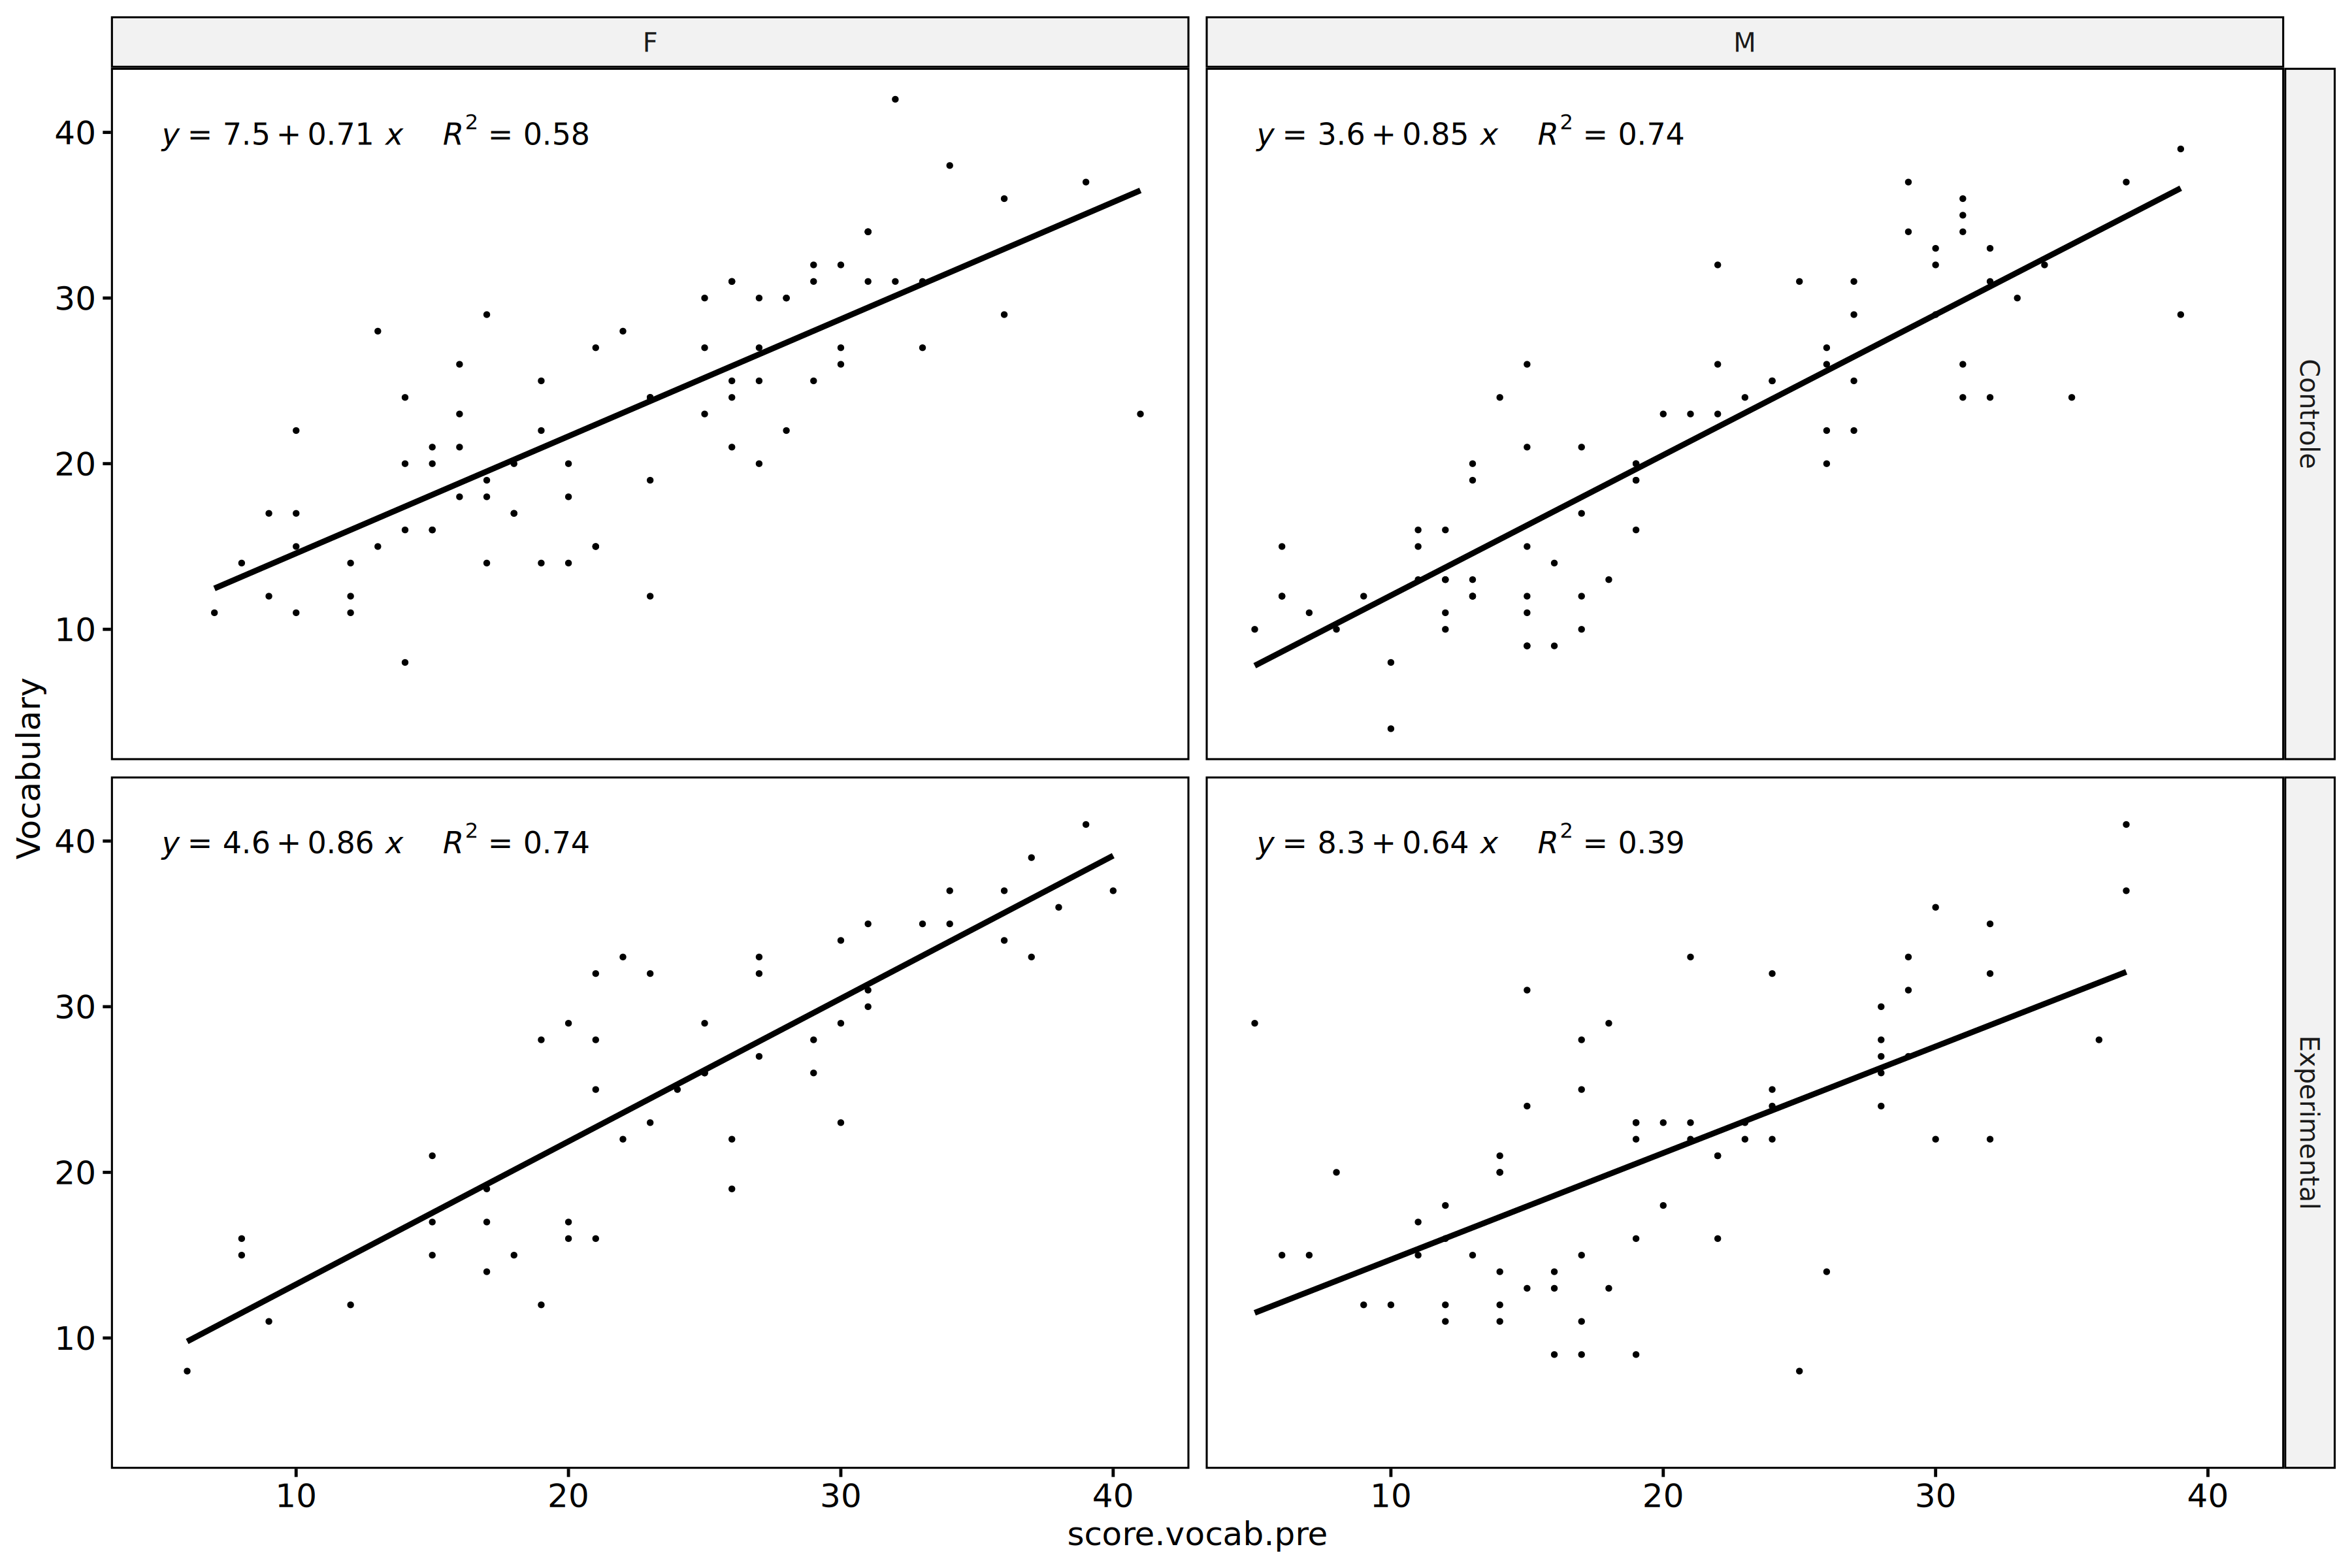 F
M
y = 7.5 + 0.71 x R² = 0.58
y = 3.6 + 0.85 x R² = 0.74
40
30
20
10
Controle
Vocabulary
y = 4.6 + 0.86 x R² = 0.74
y = 8.3 + 0.64 x R² = 0.39
40
30
20
10
Experimental
10 20 30 40
10 20 30 40
score.vocab.pre